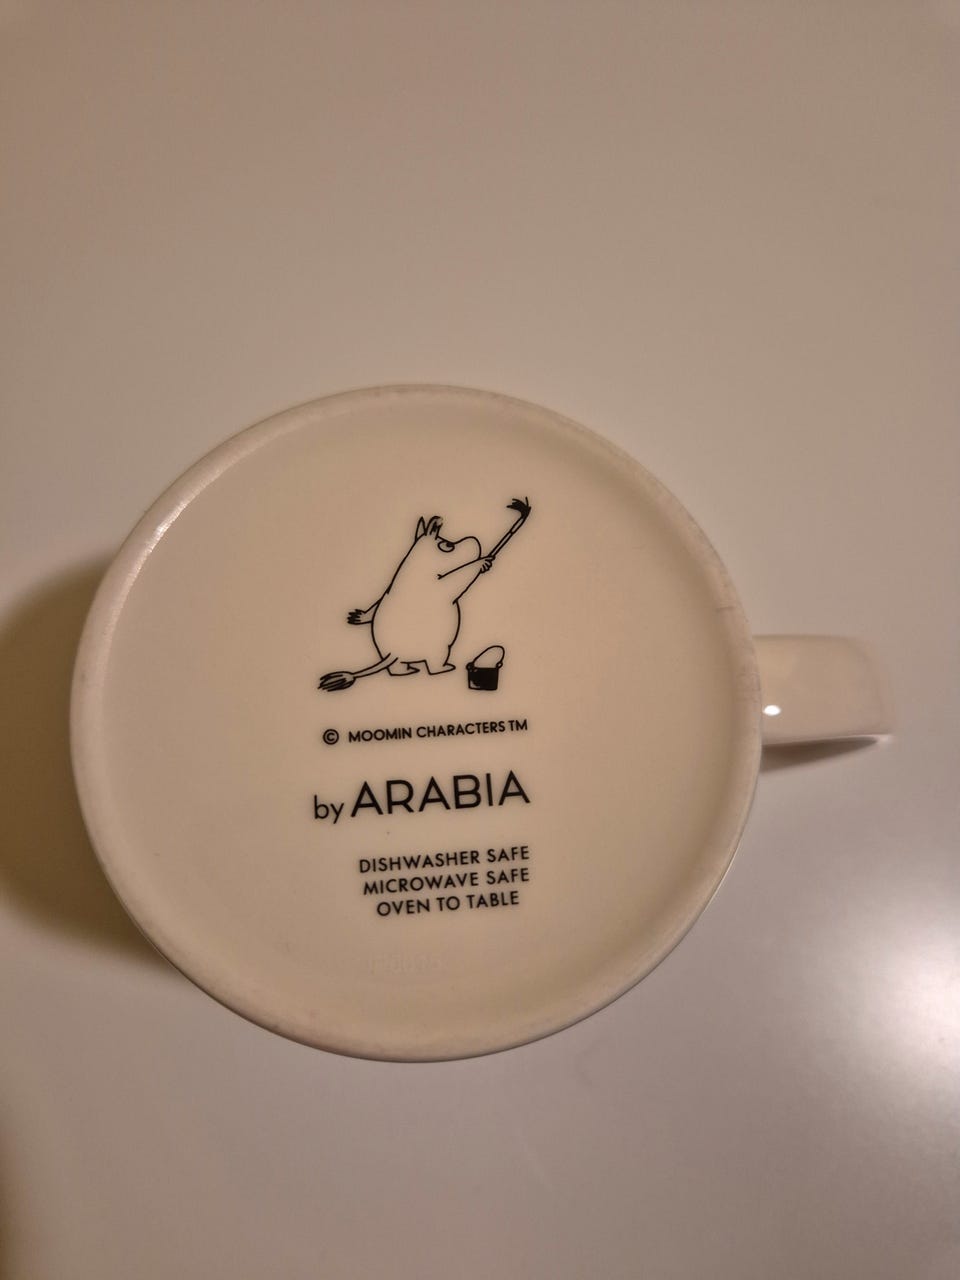 © MOOMIN CHARACTERS TM
by ARABIA
DISHWASHER SAFE
MICROWAVE SAFE
OVEN TO TABLE